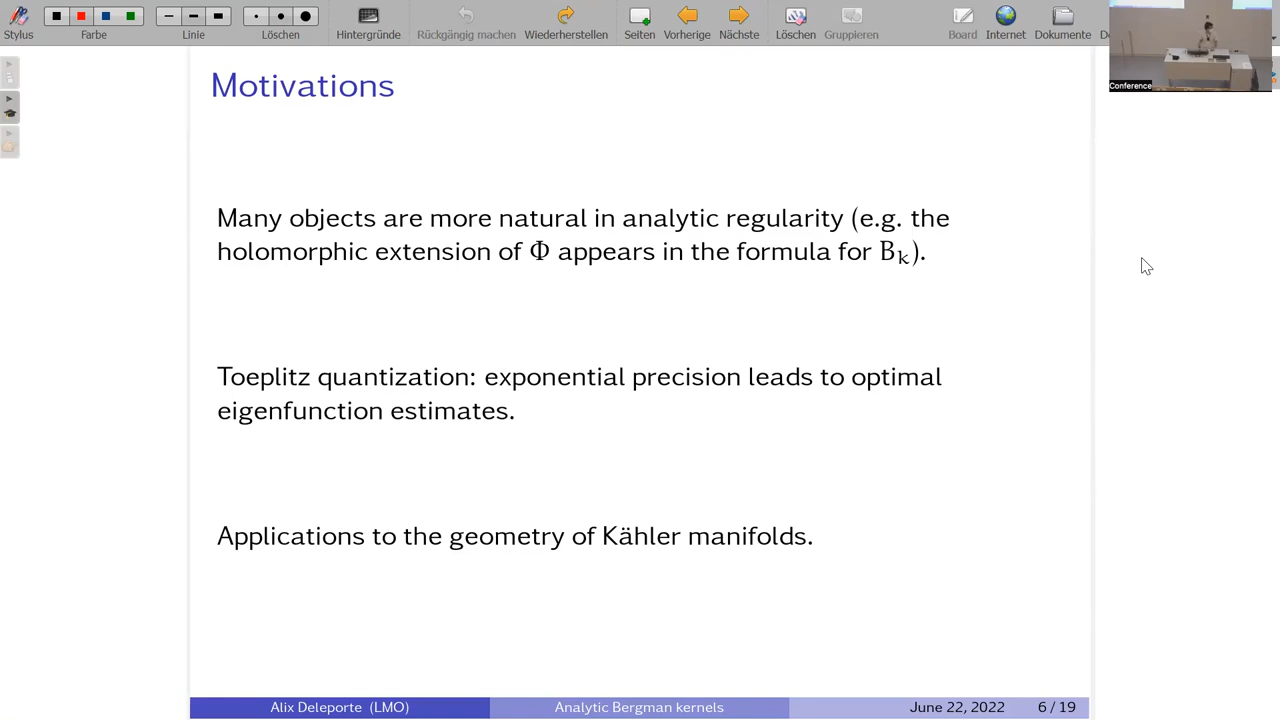 Stylus Farbe Linie Löschen Hintergründe Rückgängig machen Wiederherstellen Seiten Vorherige Nächste Löschen Gruppieren Board Internet Dokumente
Conference
Motivations
Many objects are more natural in analytic regularity (e.g. the
holomorphic extension of Φ appears in the formula for Bₖ).
Toeplitz quantization: exponential precision leads to optimal
eigenfunction estimates.
Applications to the geometry of Kähler manifolds.
Alix Deleporte (LMO) Analytic Bergman kernels June 22, 2022 6 / 19